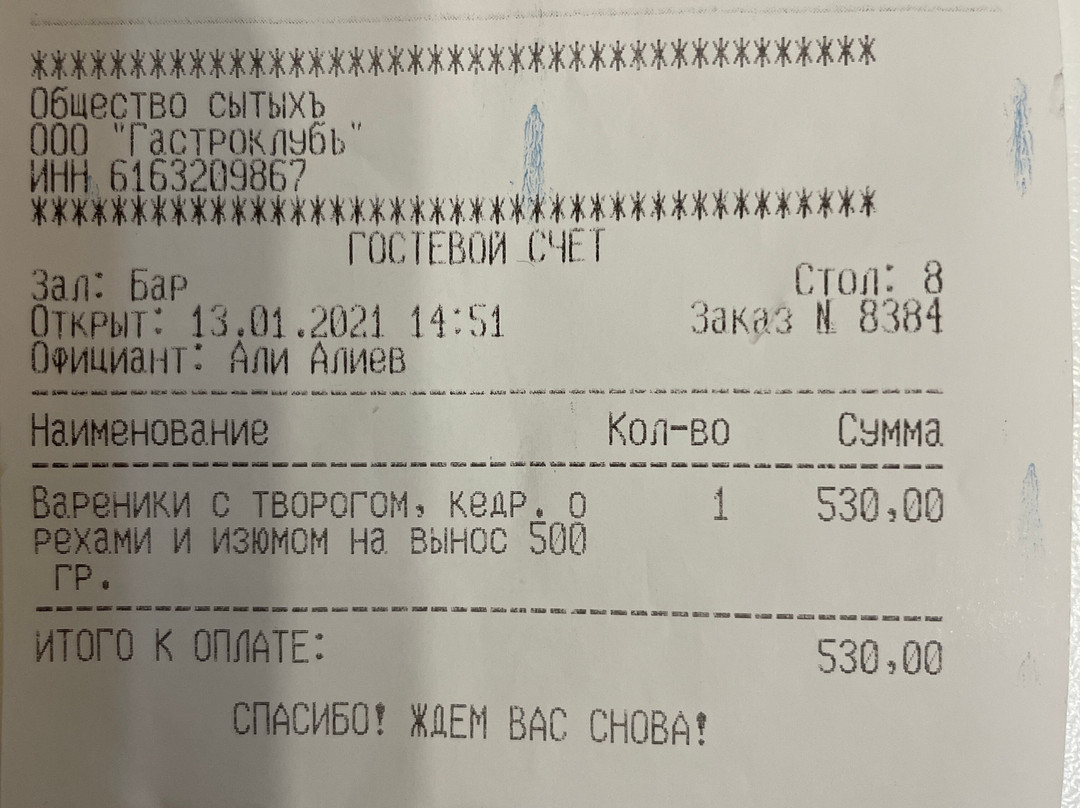 ******************************************
Общество сытыхъ
ООО "Гастроклубъ"
ИНН 6163209867
******************************************
ГОСТЕВОЙ СЧЕТ
Зал: Бар Стол: 8
Открыт: 13.01.2021 14:51 Заказ № 8384
Официант: Али Алиев
Наименование Кол-во Сумма
Вареники с творогом, кедр. о 1 530,00
рехами и изюмом на вынос 500
гр.
ИТОГО К ОПЛАТЕ: 530,00
СПАСИБО! ЖДЕМ ВАС СНОВА!